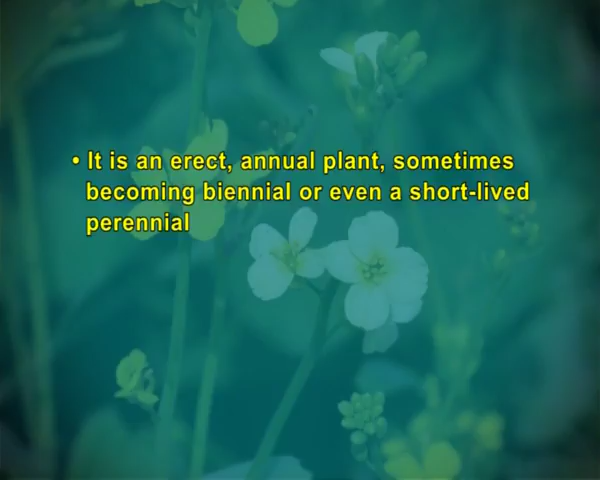 • It is an erect, annual plant, sometimes
becoming biennial or even a short-lived
perennial